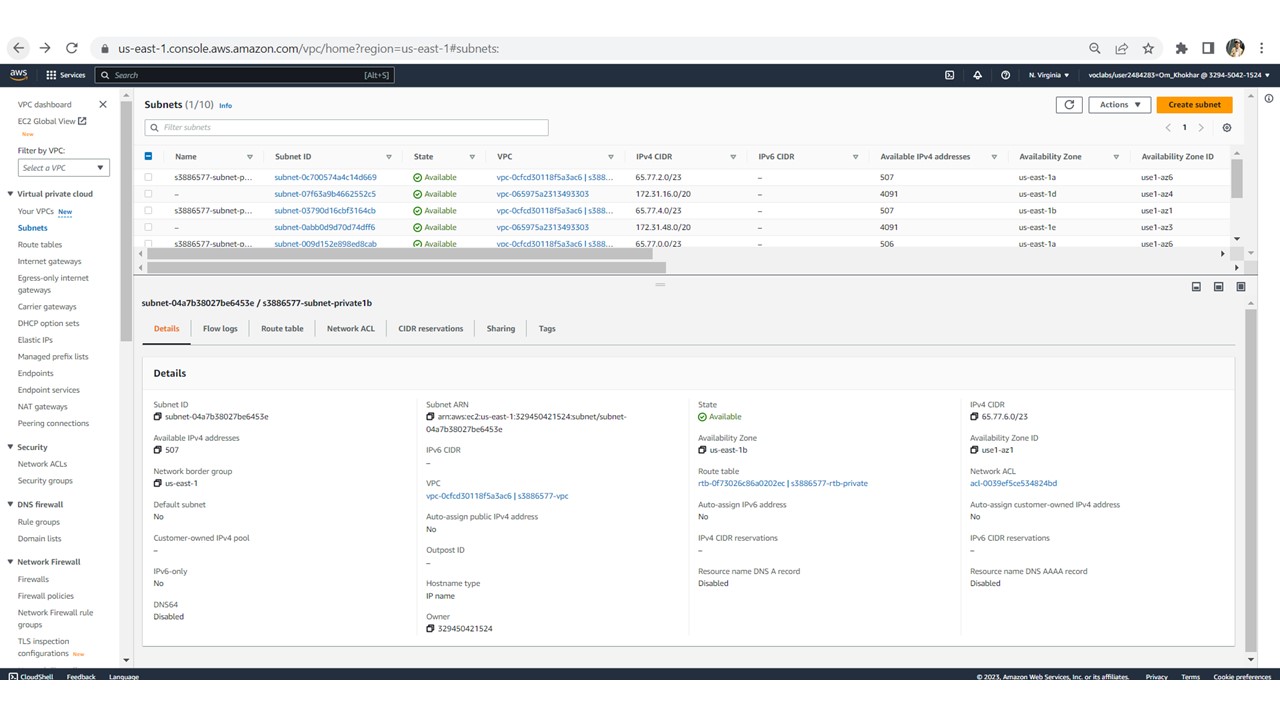 us-east-1.console.aws.amazon.com/vpc/home?region=us-east-1#subnets:
aws Services Search [Alt+S] N. Virginia ▼ voclabs/user2484283=Om_Khokhar @ 3294-5042-1524 ▼
VPC dashboard
EC2 Global View
New
Filter by VPC:
Select a VPC
Virtual private cloud
Your VPCs New
Subnets
Route tables
Internet gateways
Egress-only internet
gateways
Carrier gateways
DHCP option sets
Elastic IPs
Managed prefix lists
Endpoints
Endpoint services
NAT gateways
Peering connections
Security
Network ACLs
Security groups
DNS firewall
Rule groups
Domain lists
Network Firewall
Firewalls
Firewall policies
Network Firewall rule
groups
TLS inspection
configurations New
Subnets (1/10) Info
Actions ▼ Create subnet
Filter subnets
1
Name Subnet ID State VPC IPv4 CIDR IPv6 CIDR Available IPv4 addresses Availability Zone Availability Zone ID
s3886577-subnet-p... subnet-0c700574a4c14d669 Available vpc-0cfcd30118f5a3ac6 | s388... 65.77.2.0/23 – 507 us-east-1a use1-az6
– subnet-07f63a9b4662552c5 Available vpc-065975a2313493303 172.31.16.0/20 – 4091 us-east-1d use1-az4
s3886577-subnet-p... subnet-03790d16cbf3164cb Available vpc-0cfcd30118f5a3ac6 | s388... 65.77.4.0/23 – 507 us-east-1b use1-az1
– subnet-0abb0d9d70d74dff6 Available vpc-065975a2313493303 172.31.48.0/20 – 4091 us-east-1e use1-az3
s3886577-subnet-p... subnet-009d152e898ed8cab Available vpc-0cfcd30118f5a3ac6 | s388... 65.77.0.0/23 – 506 us-east-1a use1-az6
subnet-04a7b38027be6453e / s3886577-subnet-private1b
Details Flow logs Route table Network ACL CIDR reservations Sharing Tags
Details
Subnet ID
subnet-04a7b38027be6453e
Available IPv4 addresses
507
Network border group
us-east-1
Default subnet
No
Customer-owned IPv4 pool
–
IPv6-only
No
DNS64
Disabled
Subnet ARN
arn:aws:ec2:us-east-1:329450421524:subnet/subnet-
04a7b38027be6453e
IPv6 CIDR
–
VPC
vpc-0cfcd30118f5a3ac6 | s3886577-vpc
Auto-assign public IPv4 address
No
Outpost ID
–
Hostname type
IP name
Owner
329450421524
State
Available
Availability Zone
us-east-1b
Route table
rtb-0f73026c86a0202ec | s3886577-rtb-private
Auto-assign IPv6 address
No
IPv4 CIDR reservations
–
Resource name DNS A record
Disabled
IPv4 CIDR
65.77.6.0/23
Availability Zone ID
use1-az1
Network ACL
acl-0039ef5ce534824bd
Auto-assign customer-owned IPv4 address
No
IPv6 CIDR reservations
–
Resource name DNS AAAA record
Disabled
CloudShell Feedback Language © 2023, Amazon Web Services, Inc. or its affiliates. Privacy Terms Cookie preferences